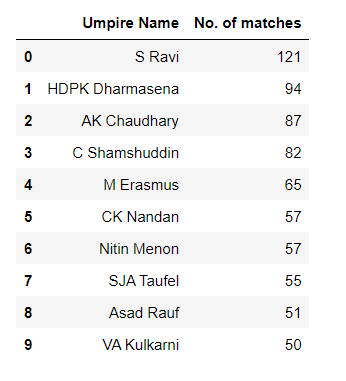 Umpire Name No. of matches
0 S Ravi 121
1 HDPK Dharmasena 94
2 AK Chaudhary 87
3 C Shamshuddin 82
4 M Erasmus 65
5 CK Nandan 57
6 Nitin Menon 57
7 SJA Taufel 55
8 Asad Rauf 51
9 VA Kulkarni 50